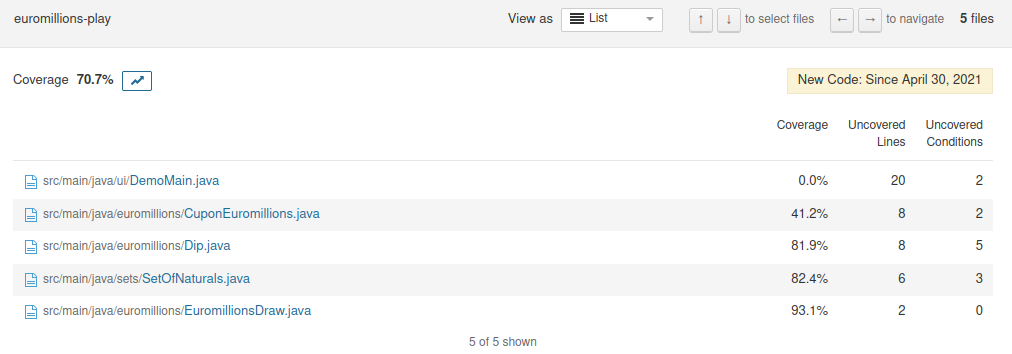 euromillions-play View as List ↑ ↓ to select files ← → to navigate 5 files
Coverage 70.7% New Code: Since April 30, 2021
Coverage Uncovered Lines Uncovered Conditions
src/main/java/ui/DemoMain.java 0.0% 20 2
src/main/java/euromillions/CuponEuromillions.java 41.2% 8 2
src/main/java/euromillions/Dip.java 81.9% 8 5
src/main/java/sets/SetOfNaturals.java 82.4% 6 3
src/main/java/euromillions/EuromillionsDraw.java 93.1% 2 0
5 of 5 shown